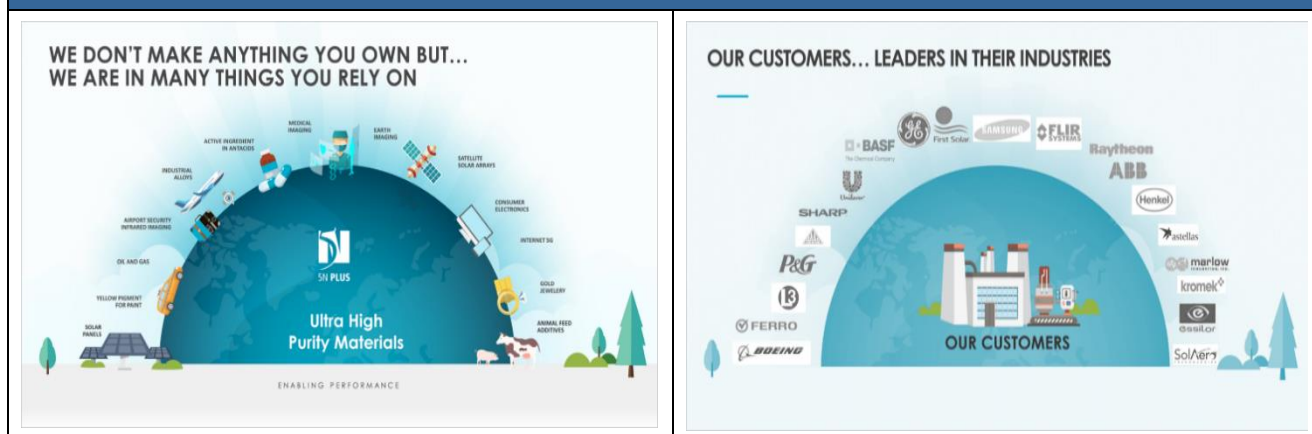 WE DON'T MAKE ANYTHING YOU OWN BUT...
WE ARE IN MANY THINGS YOU RELY ON
MEDICAL
IMAGING
EARTH
IMAGING
ACTIVE INGREDIENT
IN ANTACIDS
SATELLITE
SOLAR ARRAYS
INDUSTRIAL
ALLOYS
CONSUMER
ELECTRONICS
AIRPORT SECURITY
INFRARED IMAGING
INTERNET 5G
OIL AND GAS
GOLD
JEWELERY
YELLOW PIGMENT
FOR PAINT
SOLAR
PANELS
ANIMAL FEED
ADDITIVES
5N PLUS
Ultra High
Purity Materials
ENABLING PERFORMANCE
OUR CUSTOMERS... LEADERS IN THEIR INDUSTRIES
GE
First Solar
SAMSUNG
FLIR
SYSTEMS
BASF
The Chemical Company
Raytheon
ABB
Unilever
Henkel
SHARP
astellas
P&G
marlow
industries, inc.
kromek
FERRO
essilor
BOEING
SolAero
OUR CUSTOMERS